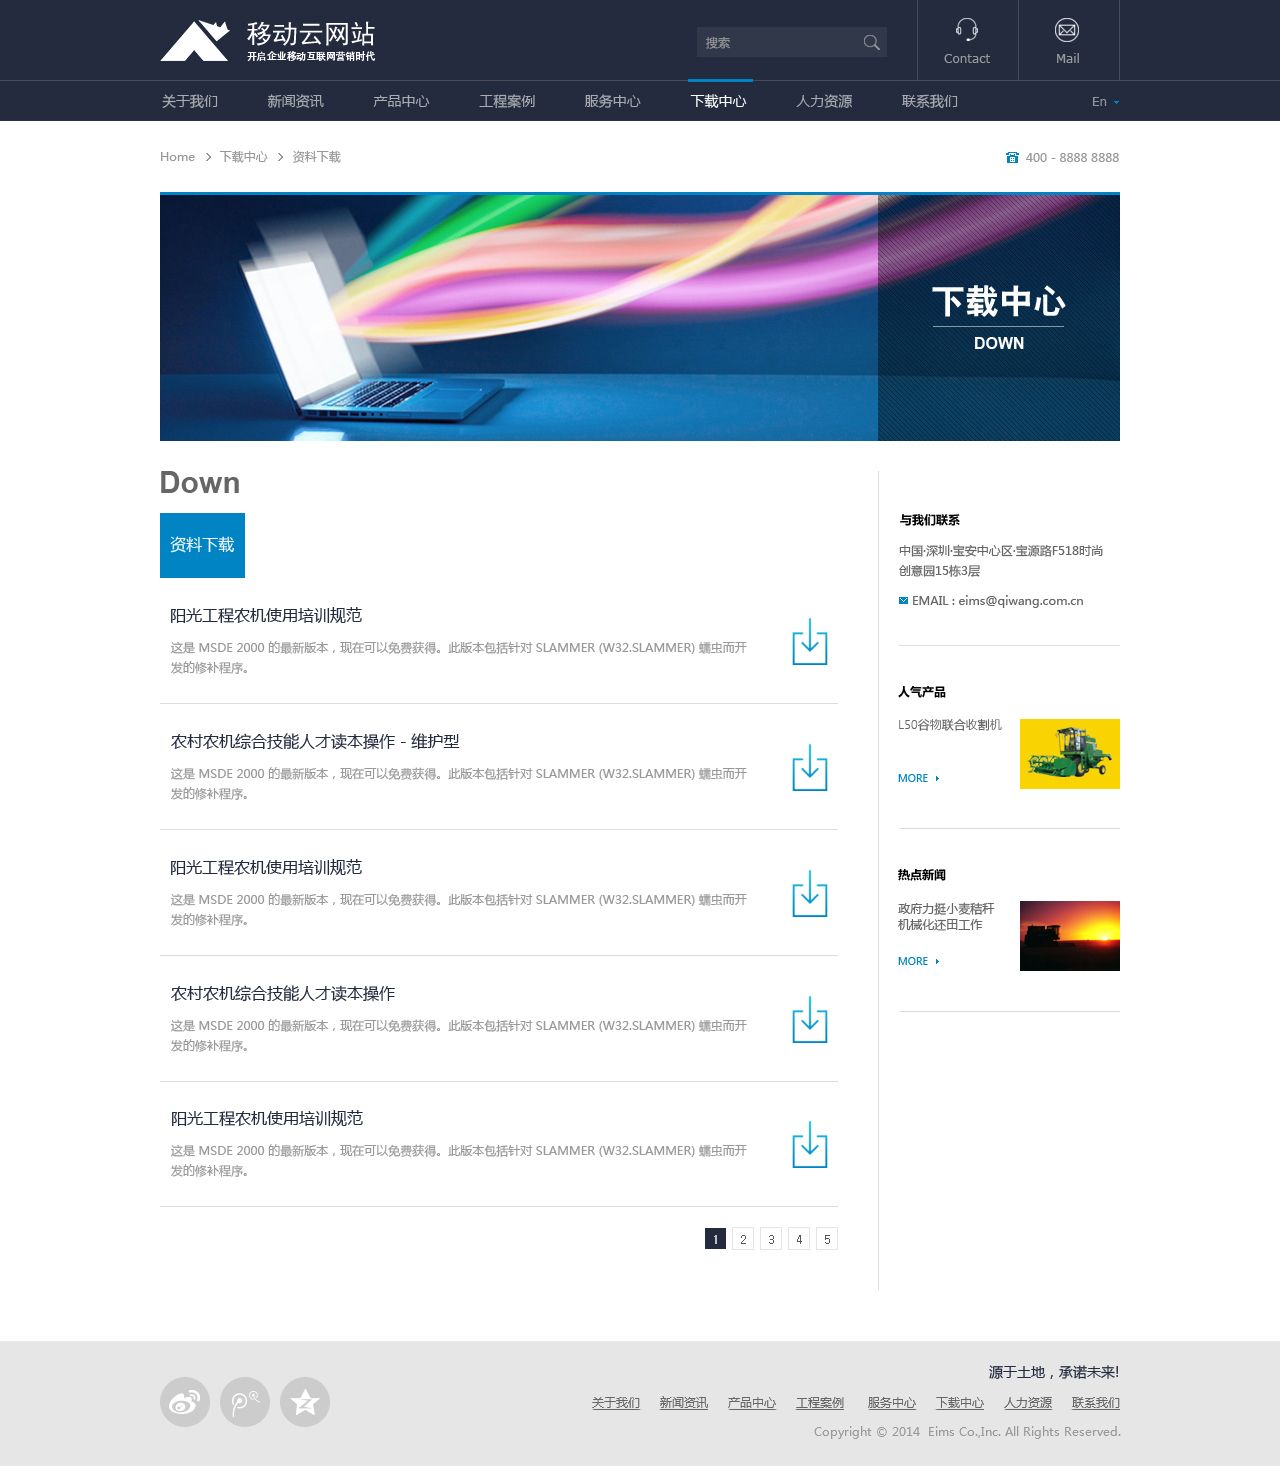 移动云网站
开启企业移动互联网营销时代
搜索
Contact
Mail
关于我们
新闻资讯
产品中心
工程案例
服务中心
下载中心
人力资源
联系我们
En
Home > 下载中心 > 资料下载
400 - 8888 8888
下载中心
DOWN
Down
资料下载
阳光工程农机使用培训规范
这是 MSDE 2000 的最新版本，现在可以免费获得。此版本包括针对 SLAMMER (W32.SLAMMER) 蠕虫而开
发的修补程序。
农村农机综合技能人才读本操作 - 维护型
这是 MSDE 2000 的最新版本，现在可以免费获得。此版本包括针对 SLAMMER (W32.SLAMMER) 蠕虫而开
发的修补程序。
阳光工程农机使用培训规范
这是 MSDE 2000 的最新版本，现在可以免费获得。此版本包括针对 SLAMMER (W32.SLAMMER) 蠕虫而开
发的修补程序。
农村农机综合技能人才读本操作
这是 MSDE 2000 的最新版本，现在可以免费获得。此版本包括针对 SLAMMER (W32.SLAMMER) 蠕虫而开
发的修补程序。
阳光工程农机使用培训规范
这是 MSDE 2000 的最新版本，现在可以免费获得。此版本包括针对 SLAMMER (W32.SLAMMER) 蠕虫而开
发的修补程序。
1 2 3 4 5
与我们联系
中国·深圳·宝安中心区·宝源路F518时尚
创意园15栋3层
EMAIL : eims@qiwang.com.cn
人气产品
L50谷物联合收割机
MORE
热点新闻
政府力挺小麦秸秆
机械化还田工作
MORE
源于土地，承诺未来!
关于我们 新闻资讯 产品中心 工程案例 服务中心 下载中心 人力资源 联系我们
Copyright © 2014 Eims Co.,Inc. All Rights Reserved.